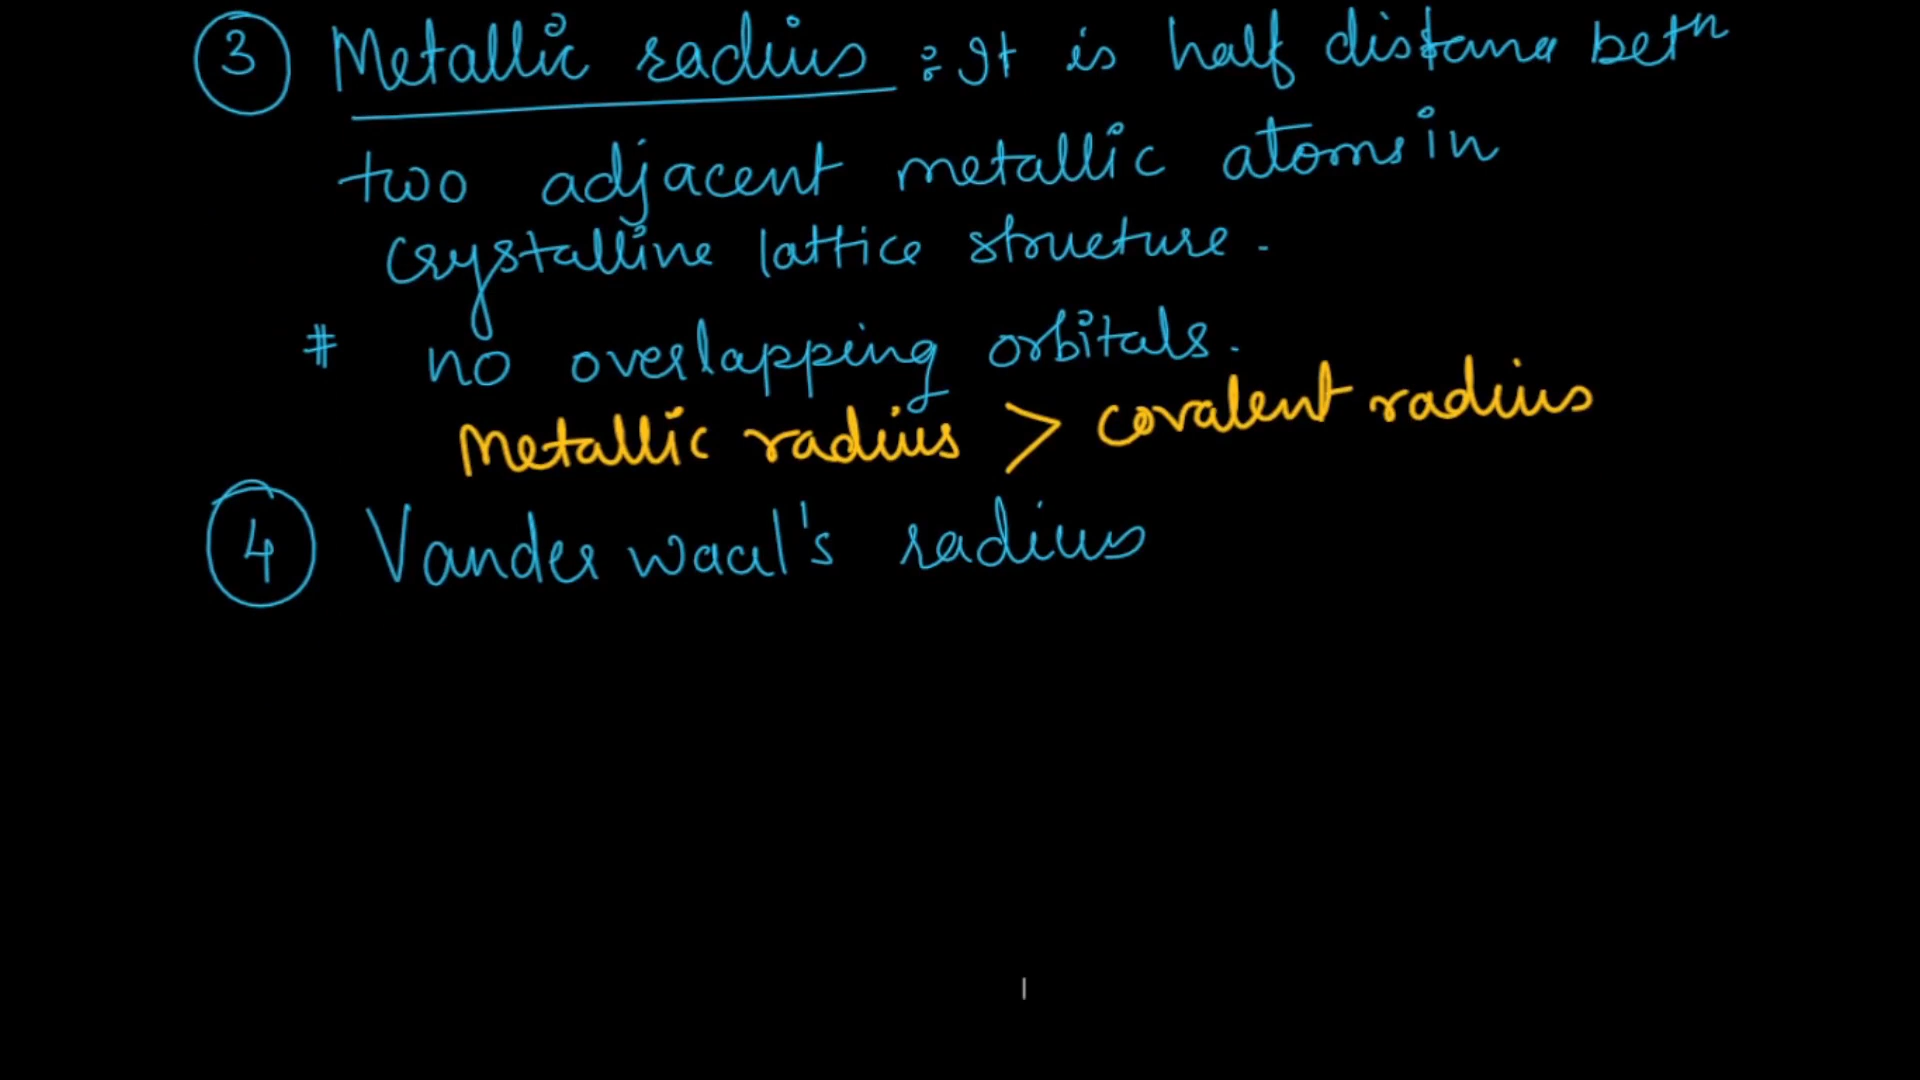 3 Metallic radius : It is half distance betn
two adjacent metallic atoms in
crystalline lattice structure.
# no overlapping orbitals.
Metallic radius > covalent radius
4 Vander waal's radius